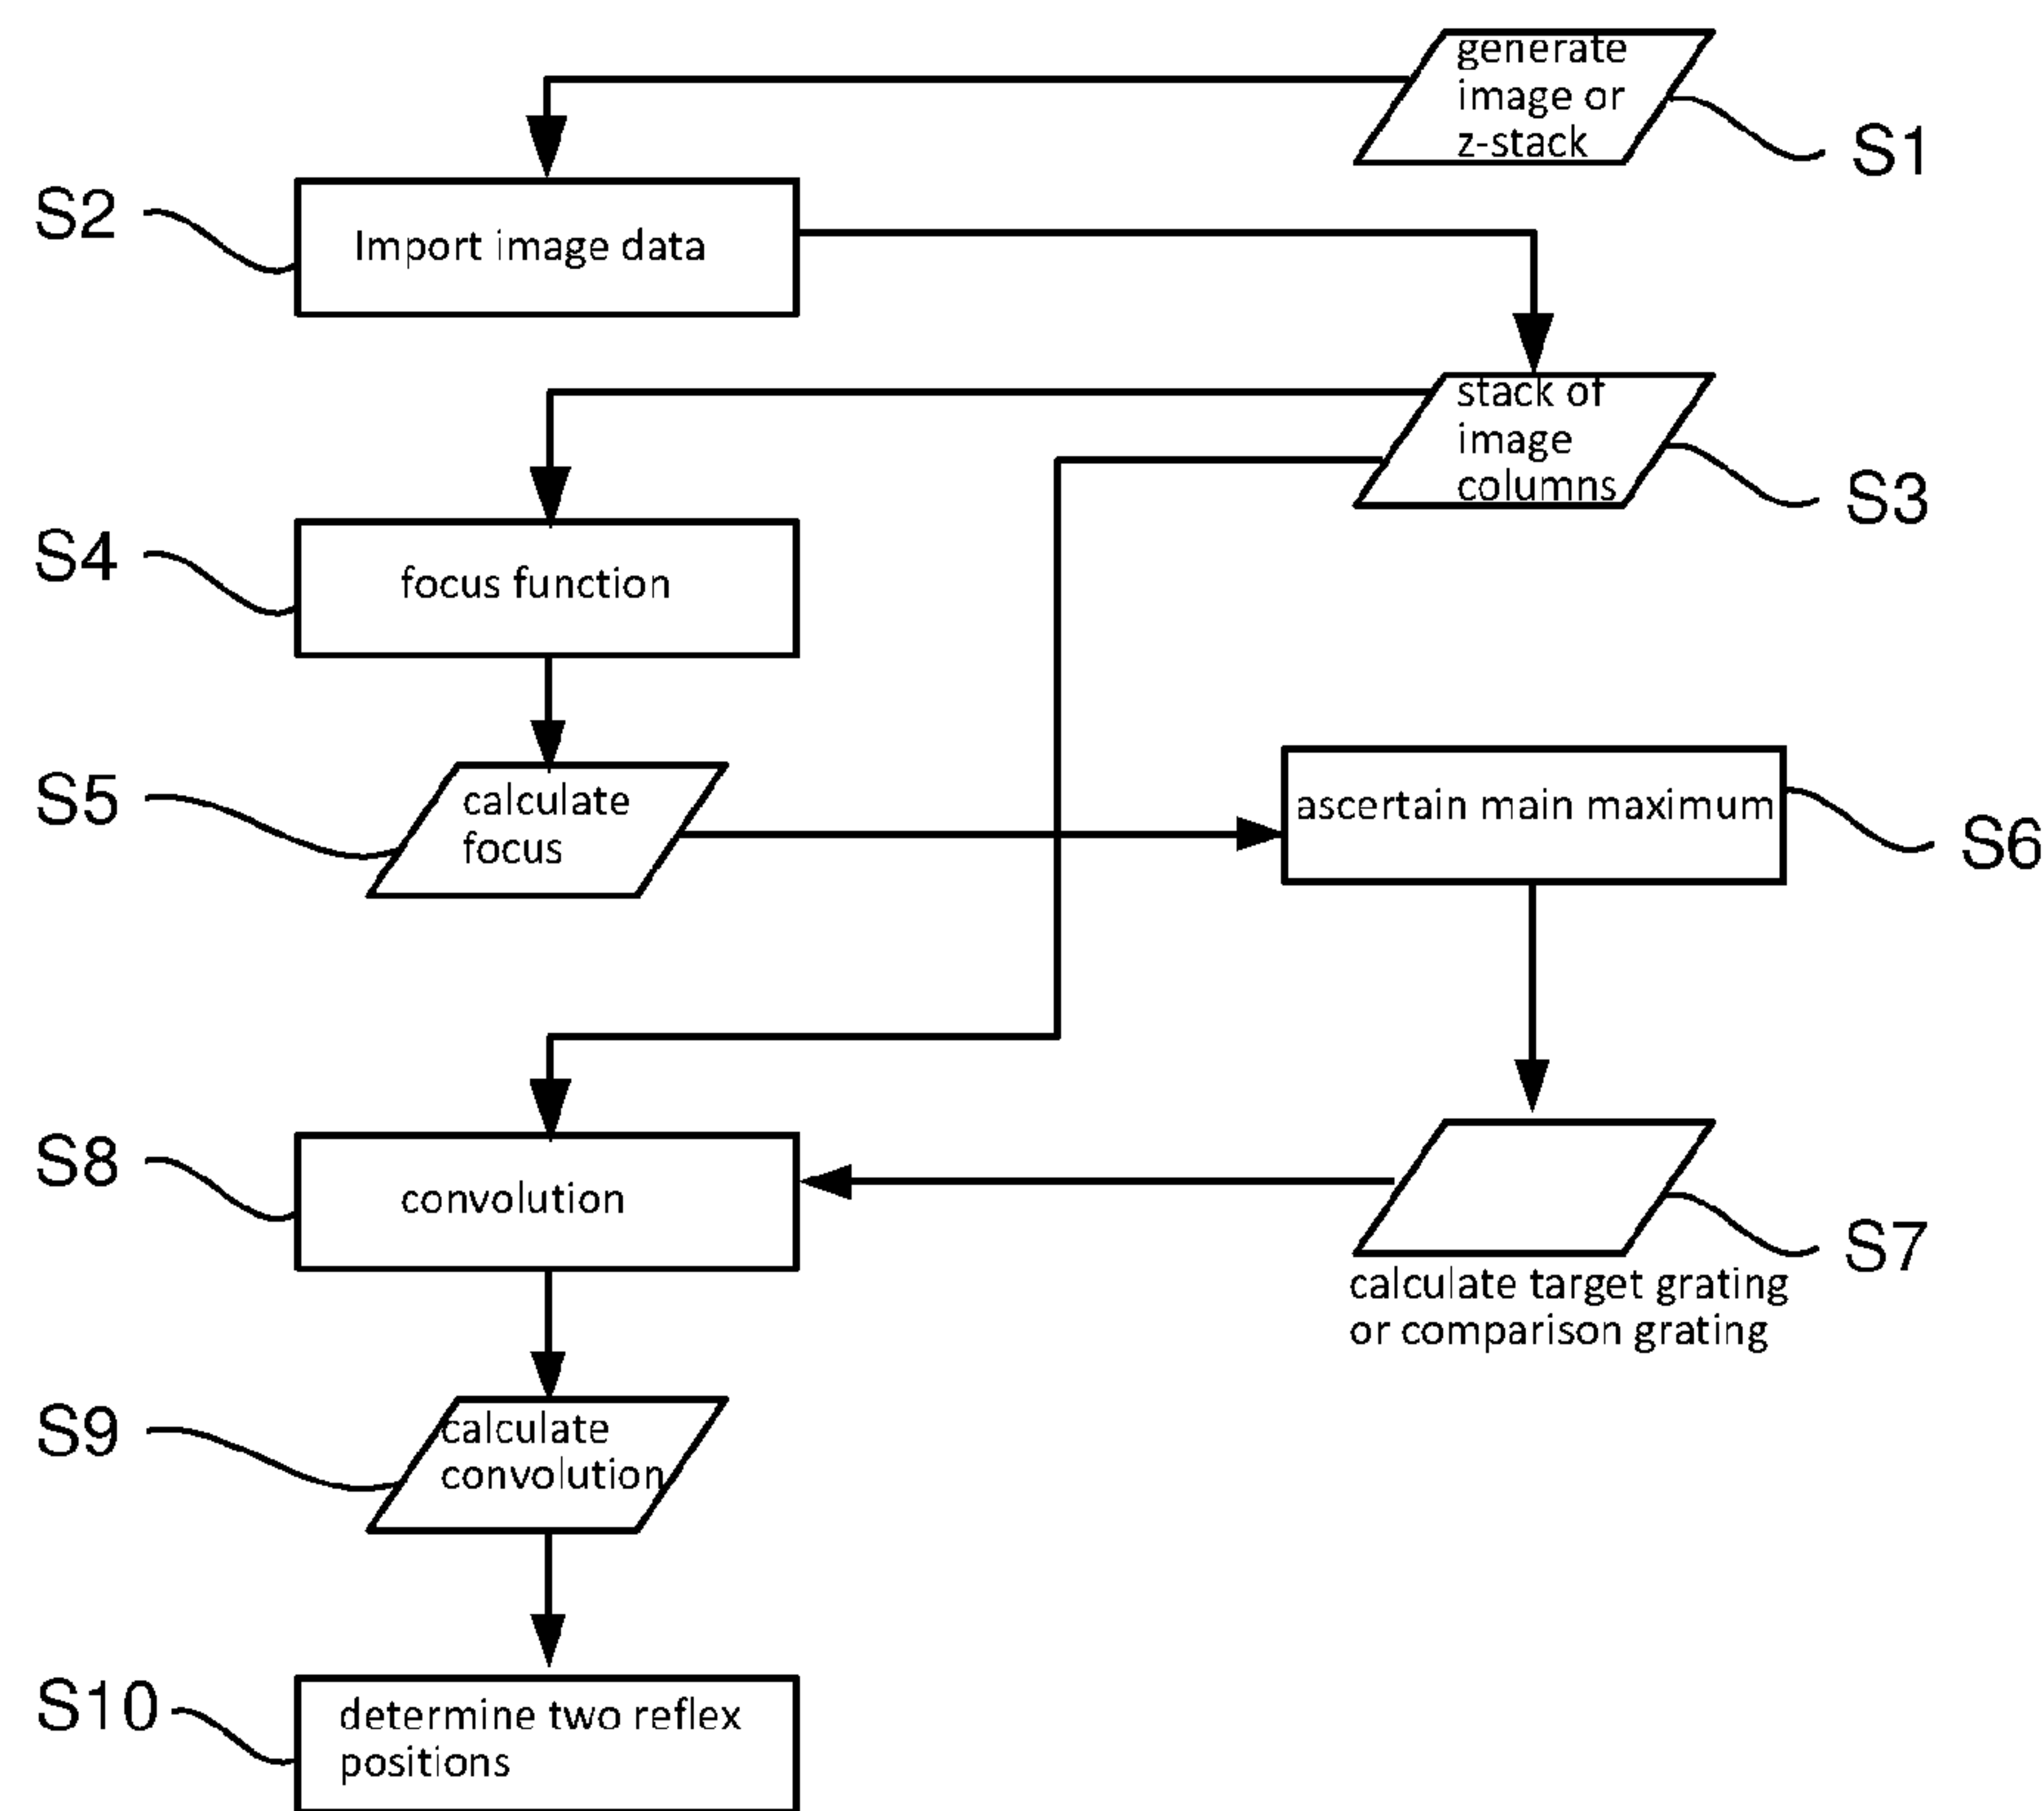 generate
image or
z-stack
S1
S2
Import image data
stack of
image
columns
S3
S4
focus function
S5
calculate
focus
ascertain main maximum
S6
S8
convolution
S7
calculate target grating
or comparison grating
S9
calculate
convolution
S10
determine two reflex
positions